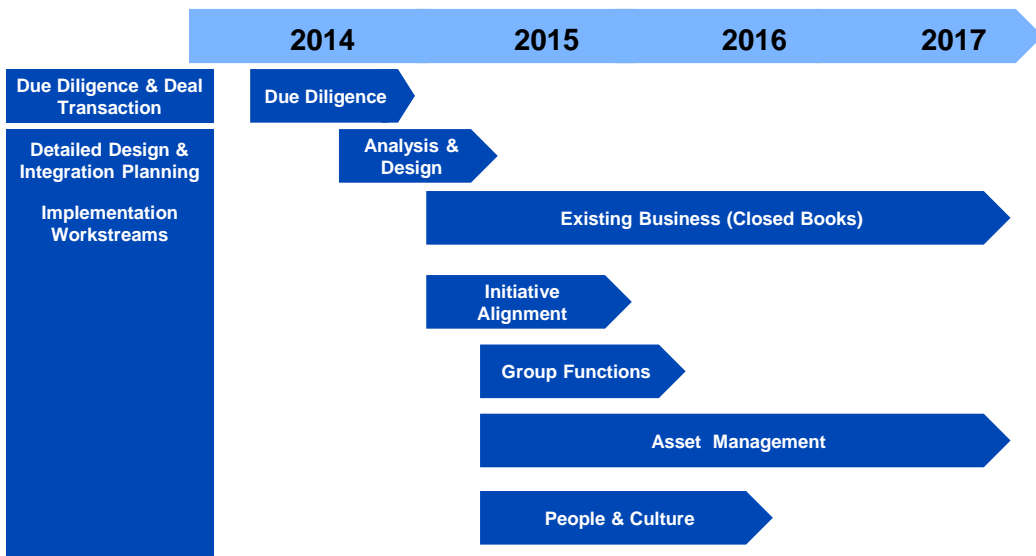 2014 2015 2016 2017
Due Diligence & Deal
Transaction
Due Diligence
Detailed Design &
Integration Planning
Analysis &
Design
Implementation
Workstreams
Existing Business (Closed Books)
Initiative
Alignment
Group Functions
Asset Management
People & Culture